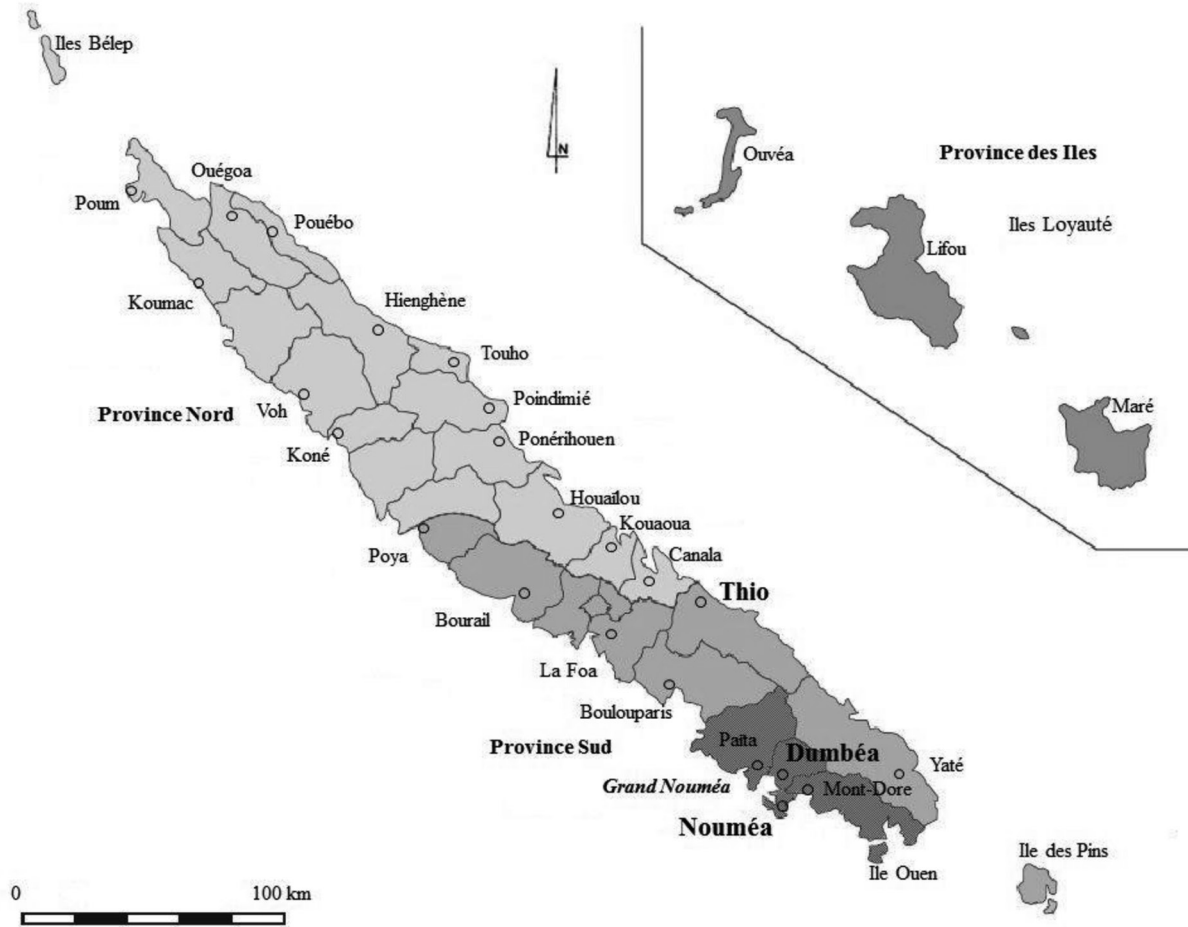 Iles Bélep
Ouvéa
Province des Iles
Ouégoa
Poum
Pouébo
N
Iles Loyauté
Lifou
Koumac
Hienghène
Touho
Maré
Province Nord
Voh
Poindimié
Koné
Ponérihouen
Houaïlou
Kouaoua
Poya
Canala
Thio
Bourail
La Foa
Boulouparis
Province Sud
Païta
Dumbéa
Yaté
Grand Nouméa
Mont-Dore
Nouméa
Ile des Pins
Ile Ouen
0
100 km